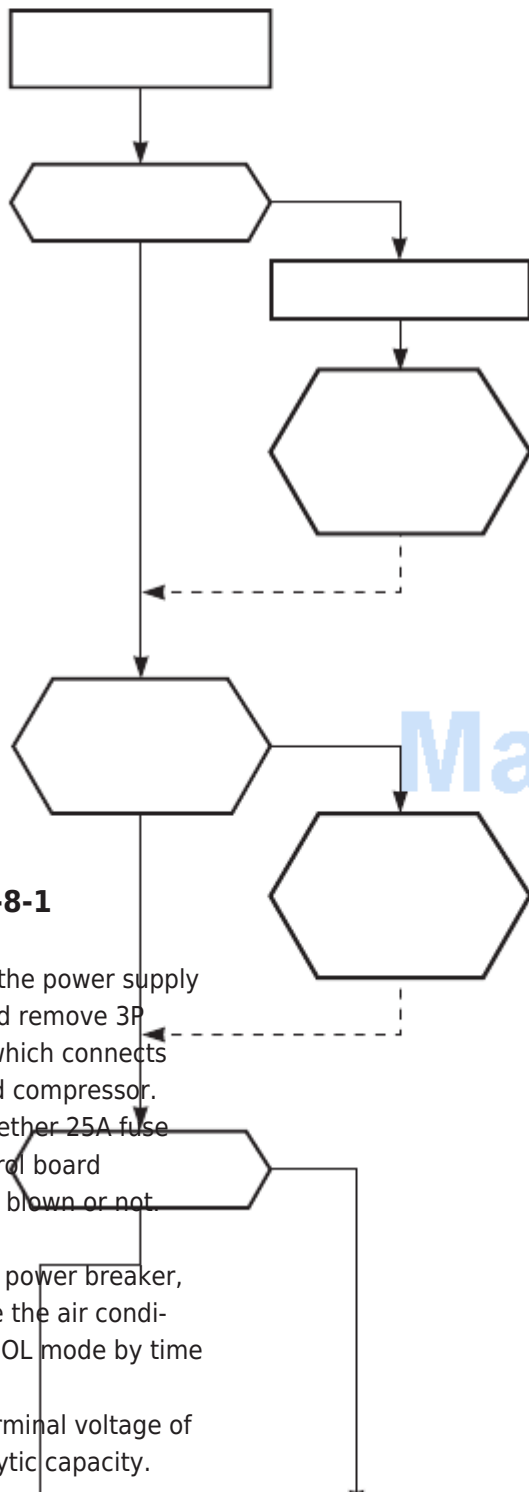 Ma
-8-1
the power supply
d remove 3P
which connects
d compressor.
ether 25A fuse
rol board
blown or not.
power breaker,
e the air condi-
OL mode by time
rminal voltage of
ytic capacity.